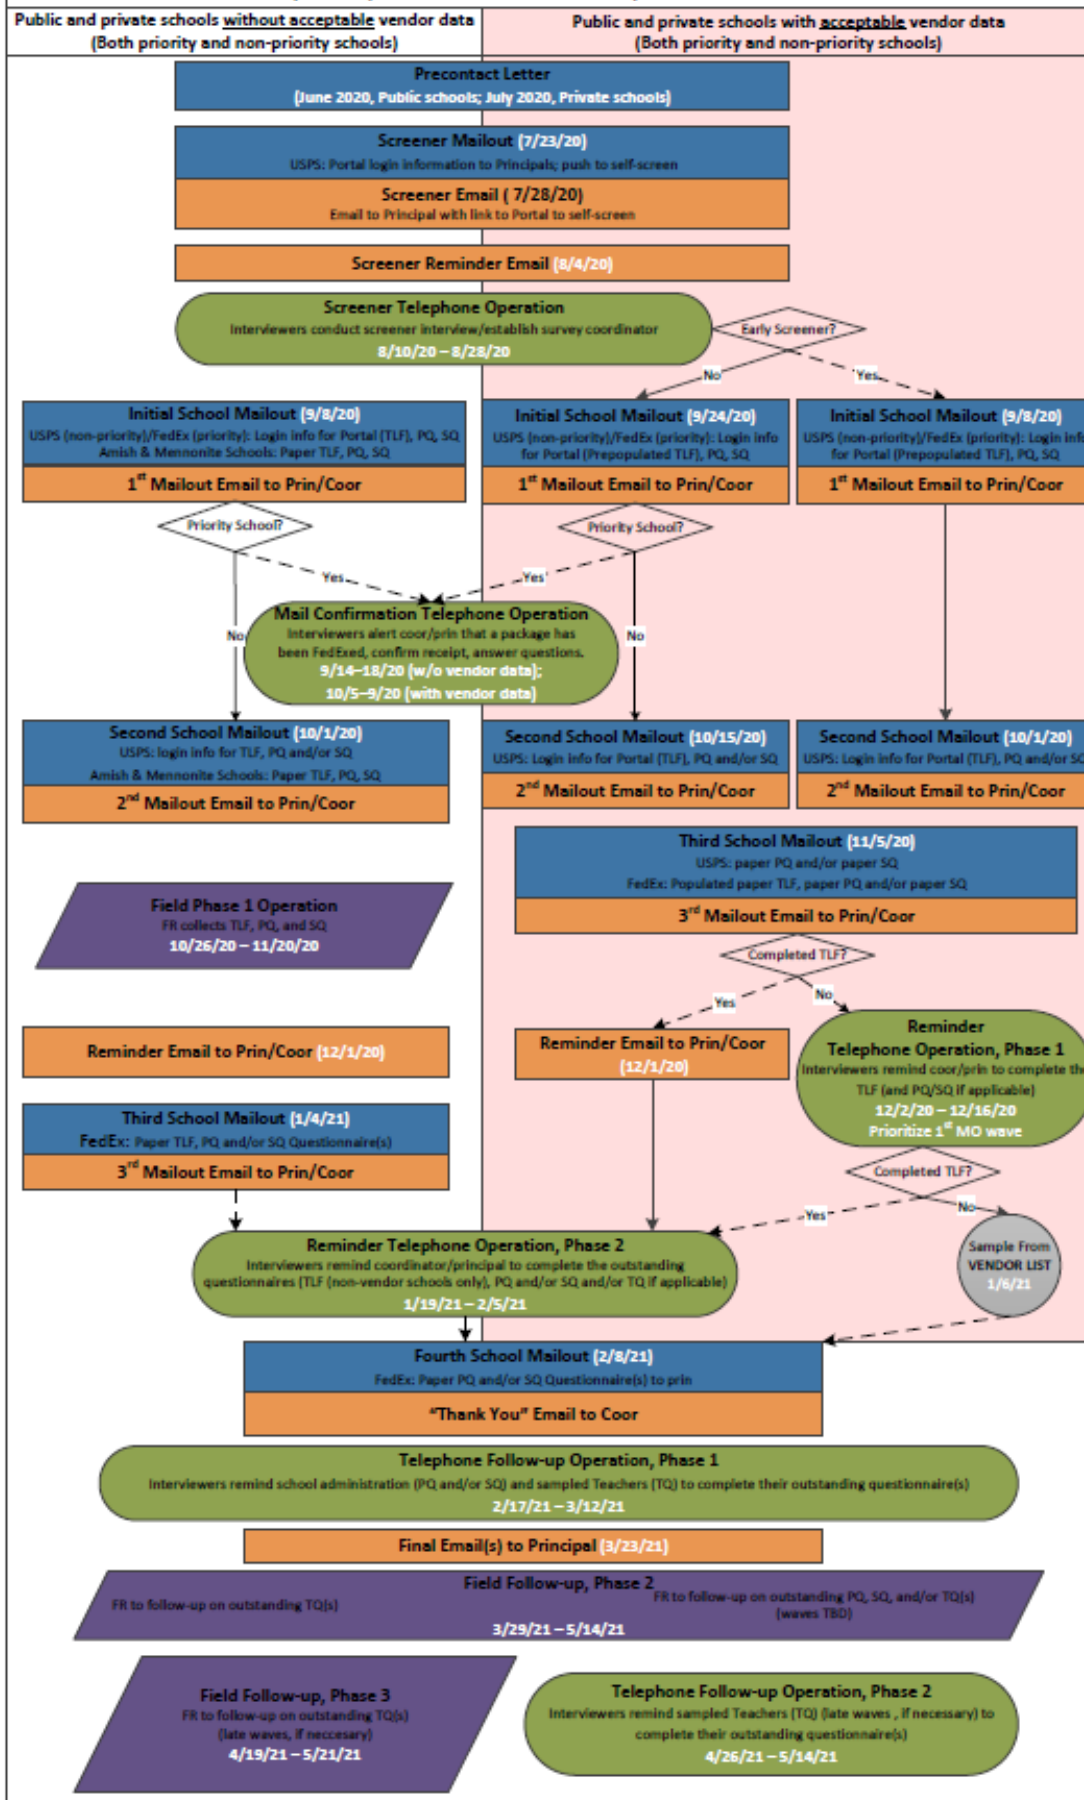 Public and private schools without acceptable vendor data
(Both priority and non-priority schools)
Public and private schools with acceptable vendor data
(Both priority and non-priority schools)
Precontact Letter
(June 2020, Public schools; July 2020, Private schools)
Screener Mailout (7/23/20)
USPS: Portal login information to Principals; push to self-screen
Screener Email ( 7/28/20)
Email to Principal with link to Portal to self-screen
Screener Reminder Email (8/4/20)
Screener Telephone Operation
Interviewers conduct screener interview/establish survey coordinator
8/10/20 – 8/28/20
Early Screener?
No
Yes
Initial School Mailout (9/8/20)
USPS (non-priority)/FedEx (priority): Login info for Portal (TLF), PQ, SQ
Amish & Mennonite Schools: Paper TLF, PQ, SQ
1st Mailout Email to Prin/Coor
Initial School Mailout (9/24/20)
USPS (non-priority)/FedEx (priority): Login info
for Portal (Prepopulated TLF), PQ, SQ
1st Mailout Email to Prin/Coor
Initial School Mailout (9/8/20)
USPS (non-priority)/FedEx (priority): Login info
for Portal (Prepopulated TLF), PQ, SQ
1st Mailout Email to Prin/Coor
Priority School?
Priority School?
Yes
Yes
No
No
Mail Confirmation Telephone Operation
Interviewers alert coor/prin that a package has
been FedExed, confirm receipt, answer questions.
9/14–18/20 (w/o vendor data);
10/5–9/20 (with vendor data)
Second School Mailout (10/1/20)
USPS: login info for TLF, PQ and/or SQ
Amish & Mennonite Schools: Paper TLF, PQ, SQ
2nd Mailout Email to Prin/Coor
Second School Mailout (10/15/20)
USPS: Login info for Portal (TLF), PQ and/or SQ
2nd Mailout Email to Prin/Coor
Second School Mailout (10/1/20)
USPS: Login info for Portal (TLF), PQ and/or SQ
2nd Mailout Email to Prin/Coor
Third School Mailout (11/5/20)
USPS: paper PQ and/or paper SQ
FedEx: Populated paper TLF, paper PQ and/or paper SQ
3rd Mailout Email to Prin/Coor
Field Phase 1 Operation
FR collects TLF, PQ, and SQ
10/26/20 – 11/20/20
Completed TLF?
Yes
No
Reminder Email to Prin/Coor (12/1/20)
Reminder Email to Prin/Coor
(12/1/20)
Reminder
Telephone Operation, Phase 1
Interviewers remind coor/prin to complete the
TLF (and PQ/SQ if applicable)
12/2/20 – 12/16/20
Prioritize 1st MO wave
Third School Mailout (1/4/21)
FedEx: Paper TLF, PQ and/or SQ Questionnaire(s)
3rd Mailout Email to Prin/Coor
Completed TLF?
Yes
No
Reminder Telephone Operation, Phase 2
Interviewers remind coordinator/principal to complete the outstanding
questionnaires (TLF (non-vendor schools only), PQ and/or SQ and/or TQ if applicable)
1/19/21 – 2/5/21
Sample From
VENDOR LIST
1/6/21
Fourth School Mailout (2/8/21)
FedEx: Paper PQ and/or SQ Questionnaire(s) to prin
"Thank You" Email to Coor
Telephone Follow-up Operation, Phase 1
Interviewers remind school administration (PQ and/or SQ) and sampled Teachers (TQ) to complete their outstanding questionnaire(s)
2/17/21 – 3/12/21
Final Email(s) to Principal (3/23/21)
Field Follow-up, Phase 2
FR to follow-up on outstanding TQ(s)
FR to follow-up on outstanding PQ, SQ, and/or TQ(s)
(waves TBD)
3/29/21 – 5/14/21
Field Follow-up, Phase 3
FR to follow-up on outstanding TQ(s)
(late waves, if neccesary)
4/19/21 – 5/21/21
Telephone Follow-up Operation, Phase 2
Interviewers remind sampled Teachers (TQ) (late waves , if necessary) to
complete their outstanding questionnaire(s)
4/26/21 – 5/14/21